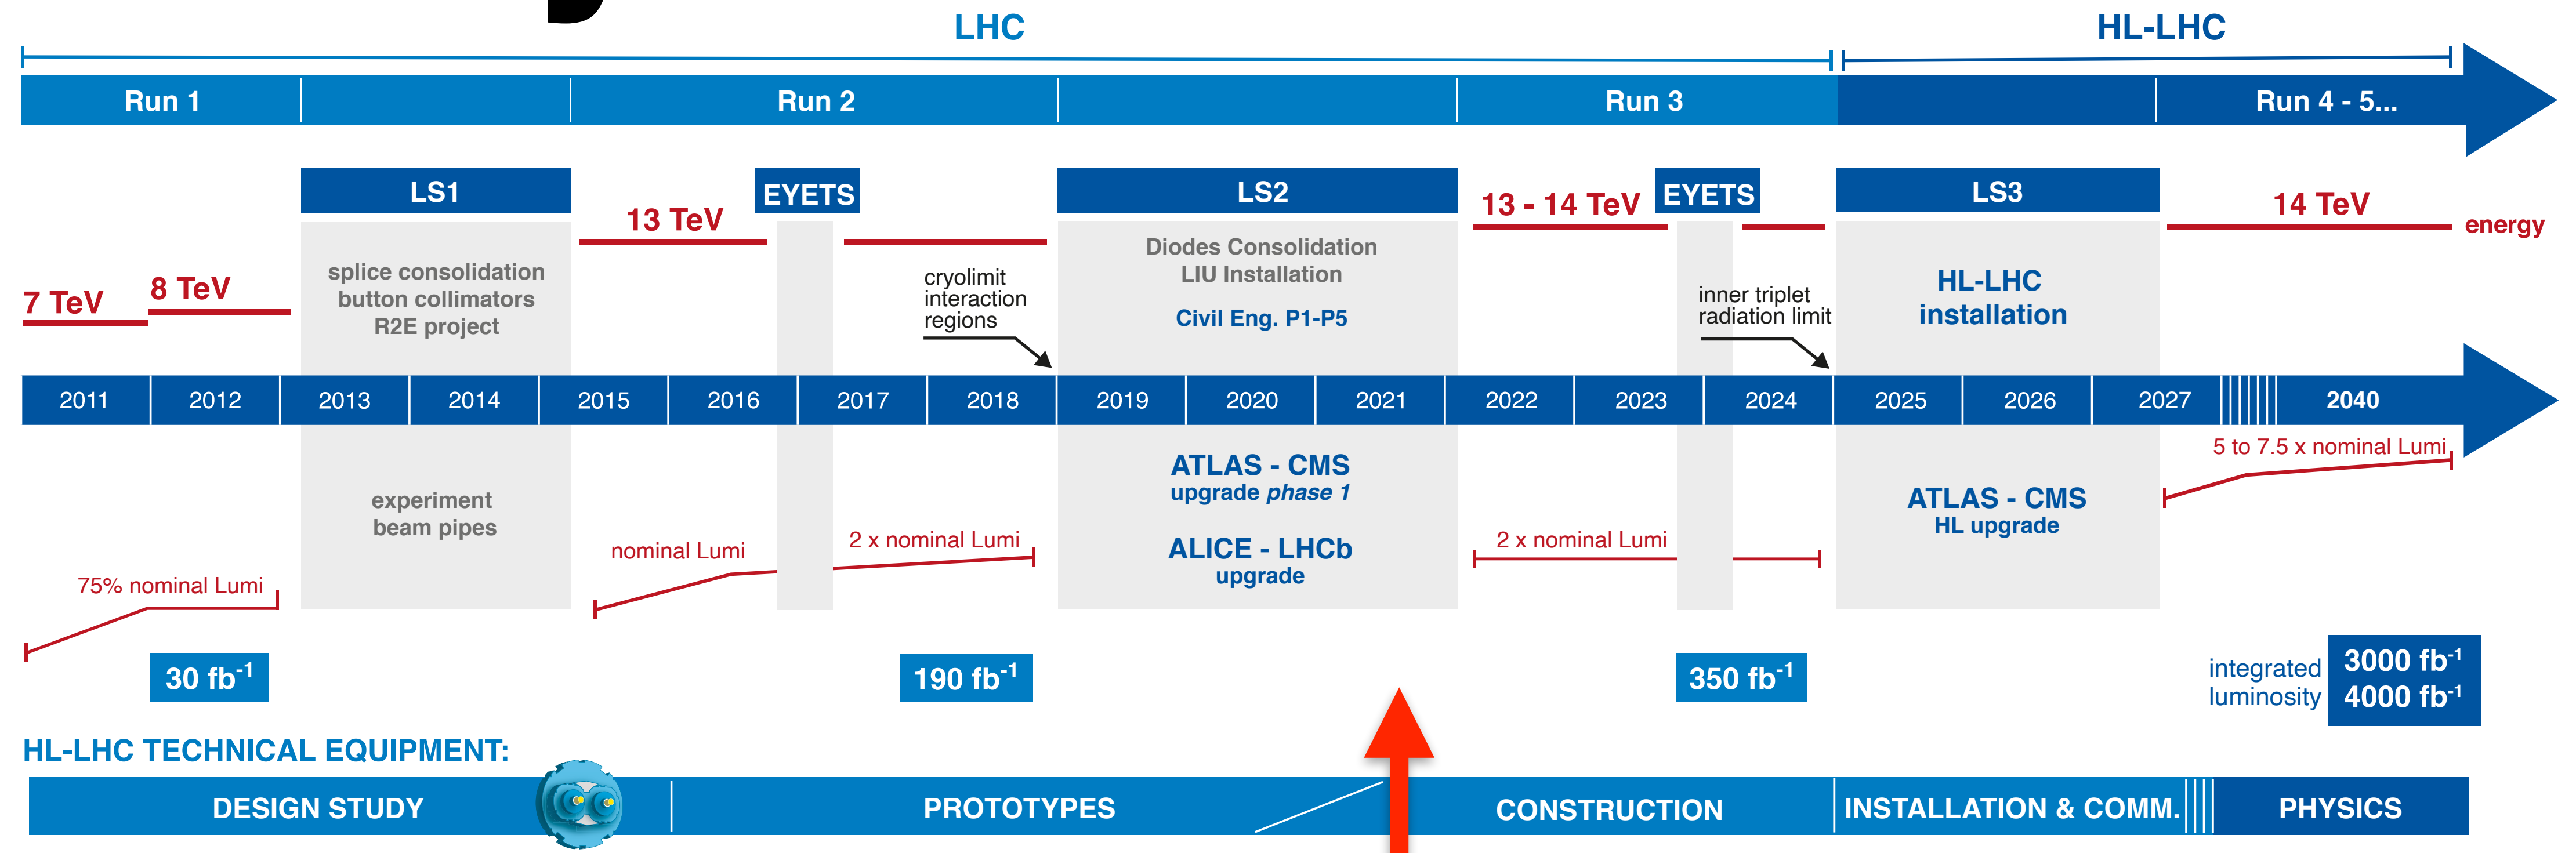 LHC
HL-LHC
Run 1
Run 2
Run 3
Run 4 - 5...
LS1
EYETS
LS2
EYETS
LS3
13 TeV
13 - 14 TeV
14 TeV
energy
7 TeV
8 TeV
splice consolidation
button collimators
R2E project
cryolimit
interaction
regions
Diodes Consolidation
LIU Installation
Civil Eng. P1-P5
inner triplet
radiation limit
HL-LHC
installation
2011
2012
2013
2014
2015
2016
2017
2018
2019
2020
2021
2022
2023
2024
2025
2026
2027
2040
5 to 7.5 x nominal Lumi
experiment
beam pipes
ATLAS - CMS
upgrade phase 1
ALICE - LHCb
upgrade
ATLAS - CMS
HL upgrade
75% nominal Lumi
nominal Lumi
2 x nominal Lumi
2 x nominal Lumi
30 fb-1
190 fb-1
350 fb-1
integrated
luminosity
3000 fb-1
4000 fb-1
HL-LHC TECHNICAL EQUIPMENT:
DESIGN STUDY
PROTOTYPES
CONSTRUCTION
INSTALLATION & COMM.
PHYSICS